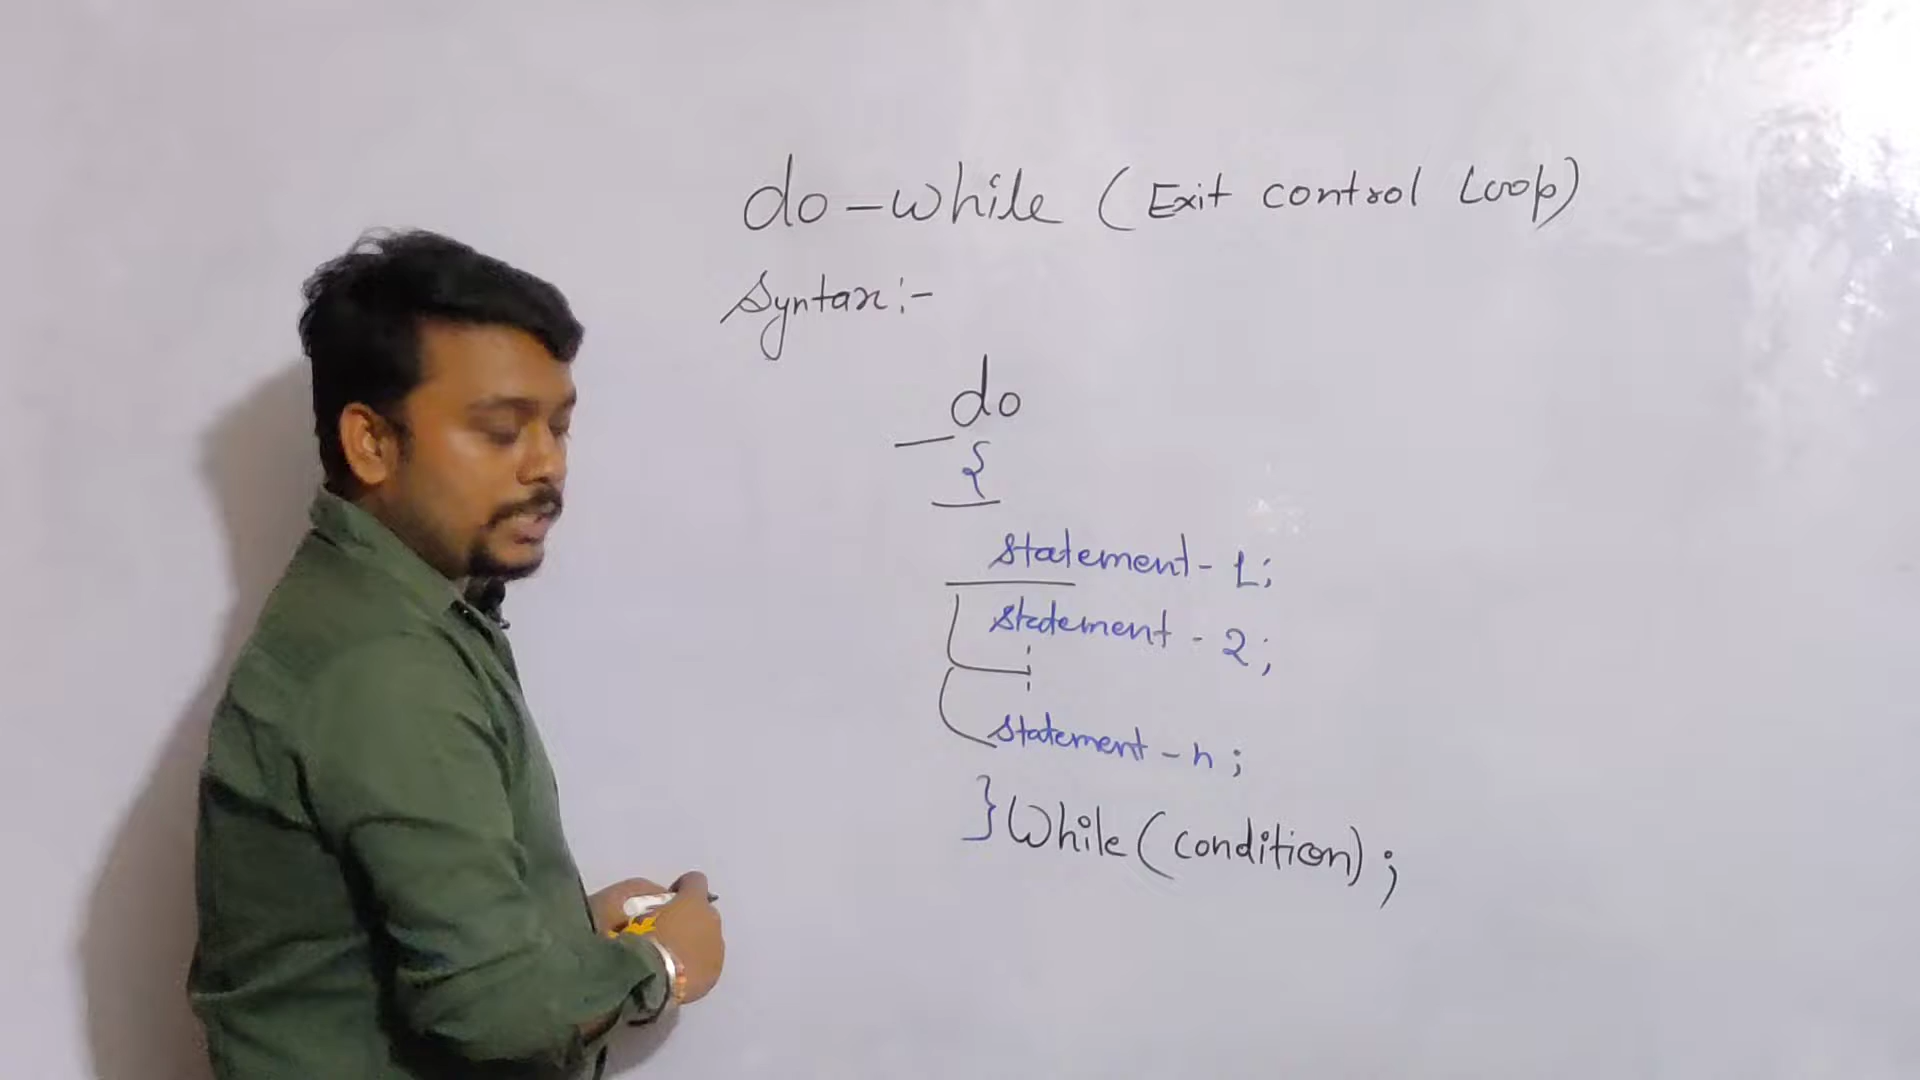 do-while (Exit control Loop)
Syntax:-
do
{
statement-1;
statement-2;
statement-n;
}While(condition);